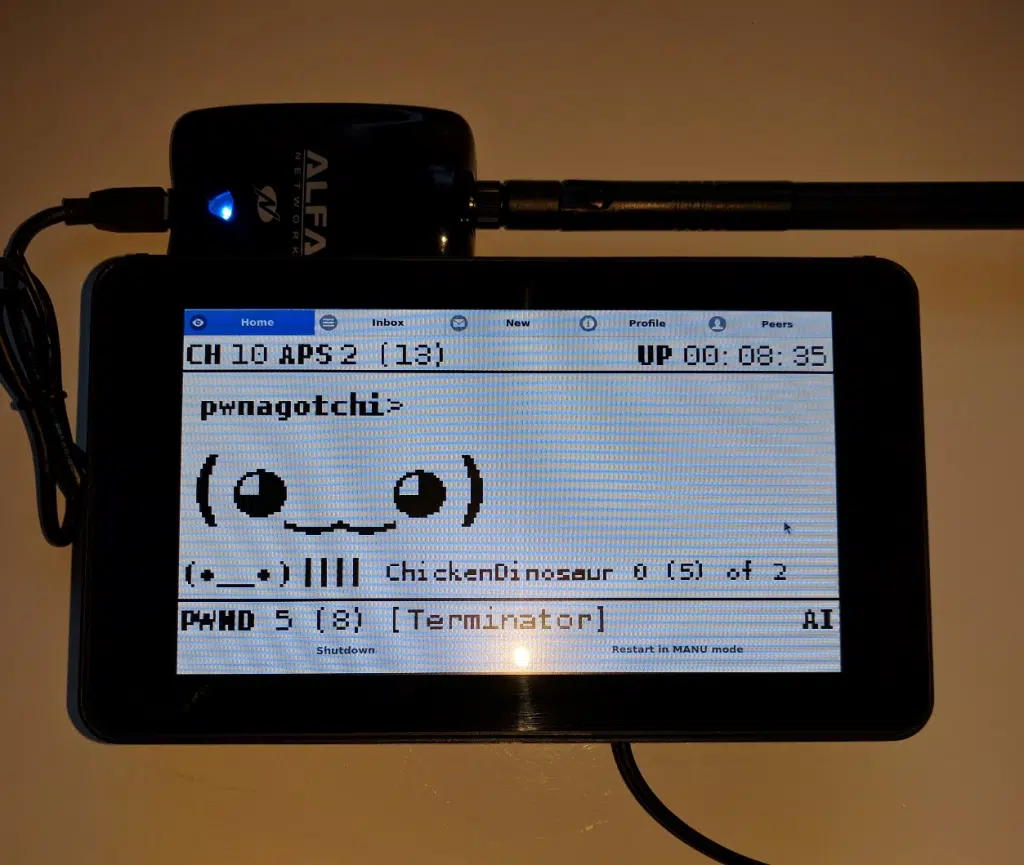 ALFA
NETWORK
Home Inbox New Profile Peers
CH 10 APS 2 (13) UP 00:08:35
pwnagotchi>
(•__•) |||| ChickenDinosaur 0 (5) of 2
PWND 5 (8) [Terminator] AI
Shutdown Restart in MANU mode